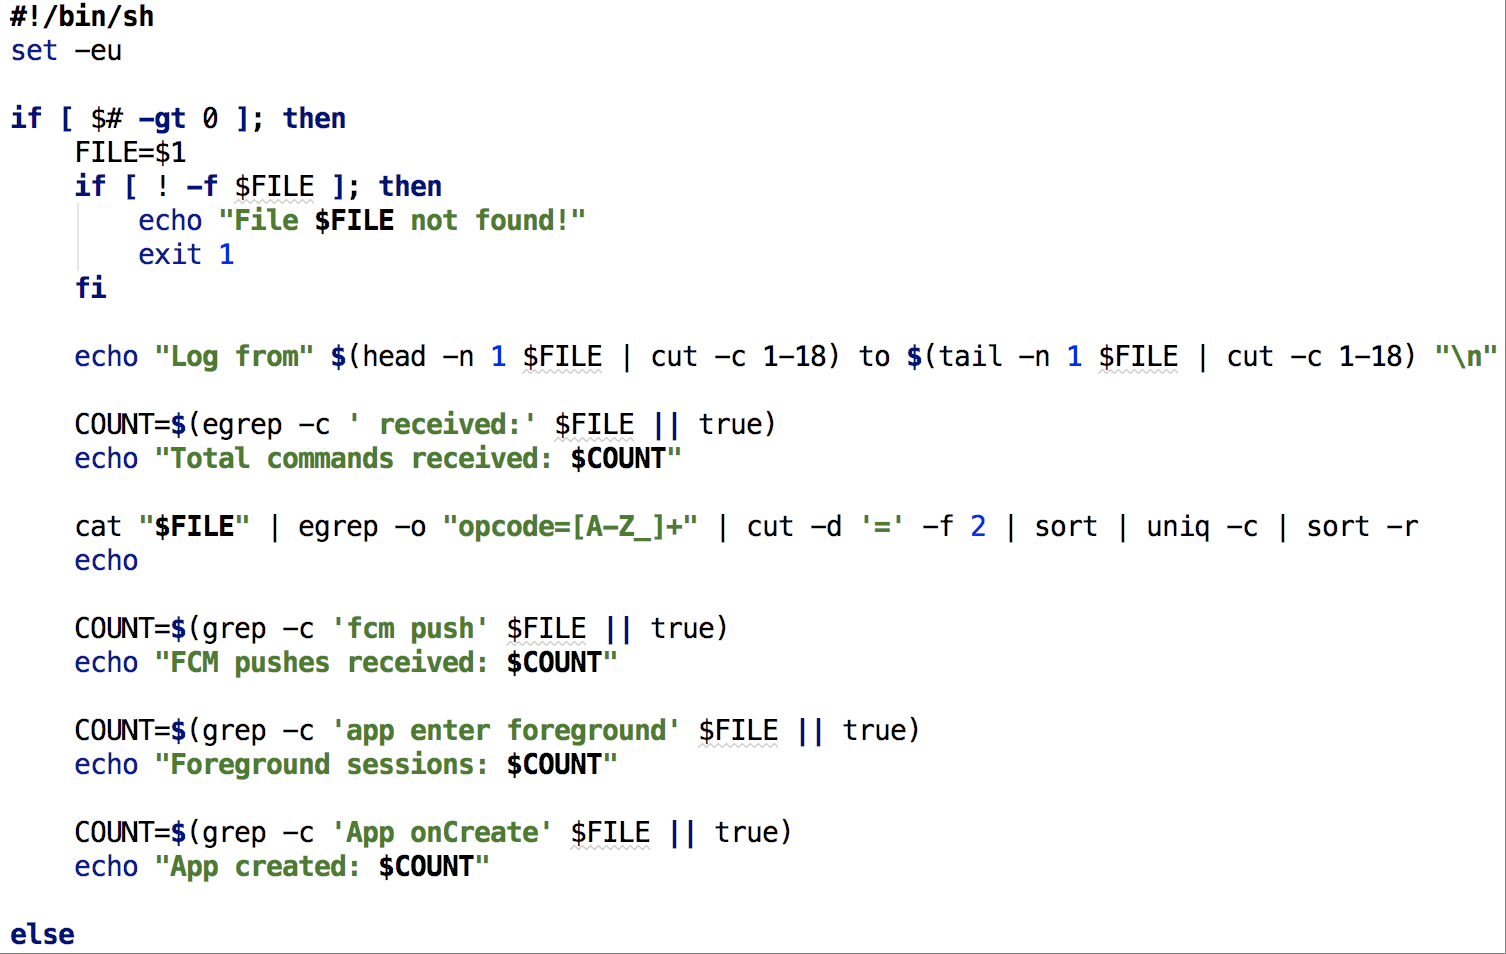 #!/bin/sh
set -eu
if [ $# -gt 0 ]; then
FILE=$1
if [ ! -f $FILE ]; then
echo "File $FILE not found!"
exit 1
fi
echo "Log from" $(head -n 1 $FILE | cut -c 1-18) to $(tail -n 1 $FILE | cut -c 1-18) "\n"
COUNT=$(egrep -c ' received:' $FILE || true)
echo "Total commands received: $COUNT"
cat "$FILE" | egrep -o "opcode=[A-Z_]+" | cut -d '=' -f 2 | sort | uniq -c | sort -r
echo
COUNT=$(grep -c 'fcm push' $FILE || true)
echo "FCM pushes received: $COUNT"
COUNT=$(grep -c 'app enter foreground' $FILE || true)
echo "Foreground sessions: $COUNT"
COUNT=$(grep -c 'App onCreate' $FILE || true)
echo "App created: $COUNT"
else